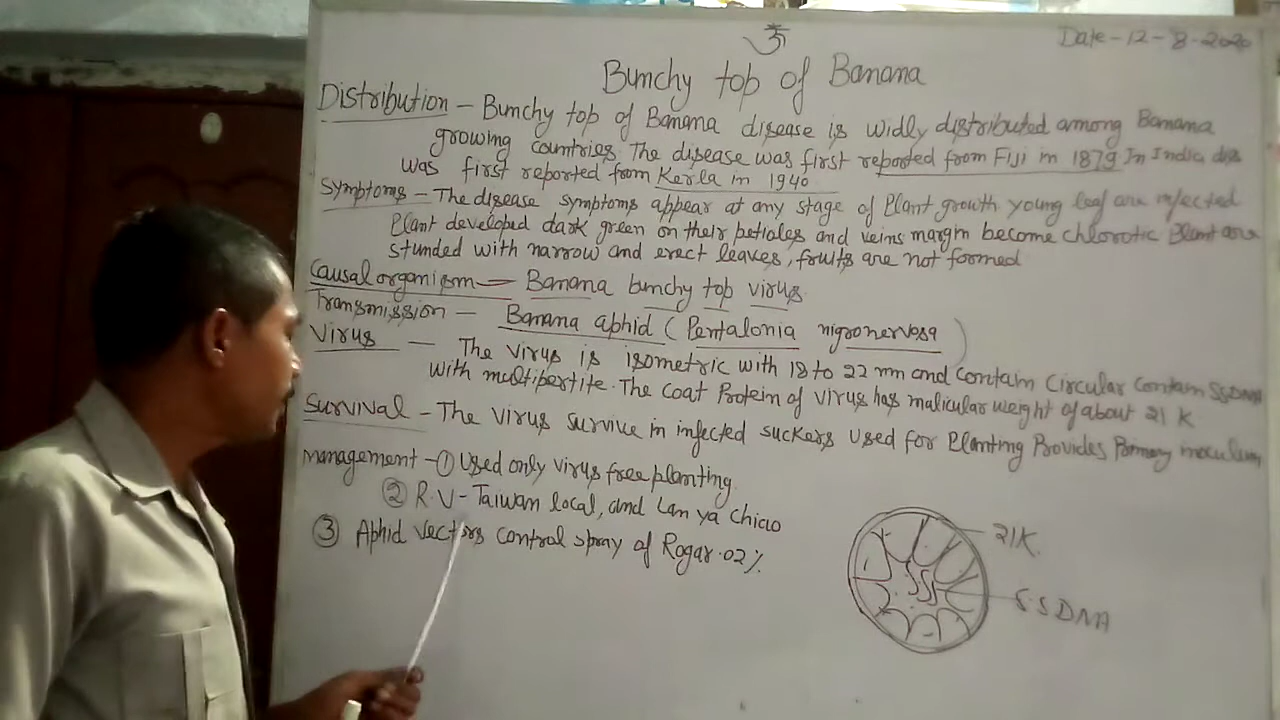 ॐ
Date-12-8-2020
Bunchy top of Banana
Distribution - Bunchy top of Banana disease is widly distributed among Banana
growing countries. The disease was first reported from Fiji in 1879 In India dis
was first reported from Kerla in 1940
Symptoms - The disease symptoms appear at any stage of Plant growth young leaf are infected
Plant developed dark green on their petioles and veins margin become chlorotic Plant are
stunded with narrow and erect leaves, fruits are not formed
Causal organism - Banana bunchy top virus
Transmission - Banana aphid (Pentalonia nigronervosa)
Virus - The virus is isometric with 18 to 22 nm and contain Circular contain SSDNA
with multipertite. The coat Protein of virus has malicular weight of about 21 K
Survival - The virus survive in infected suckers used for Planting Provides Primary inoculum
management - ① Used only virus free planting.
② R.V - Taiwan local, and Lan ya chiao
③ Aphid vectors control spray of Rogar .02%.
21K.
S.S DNA